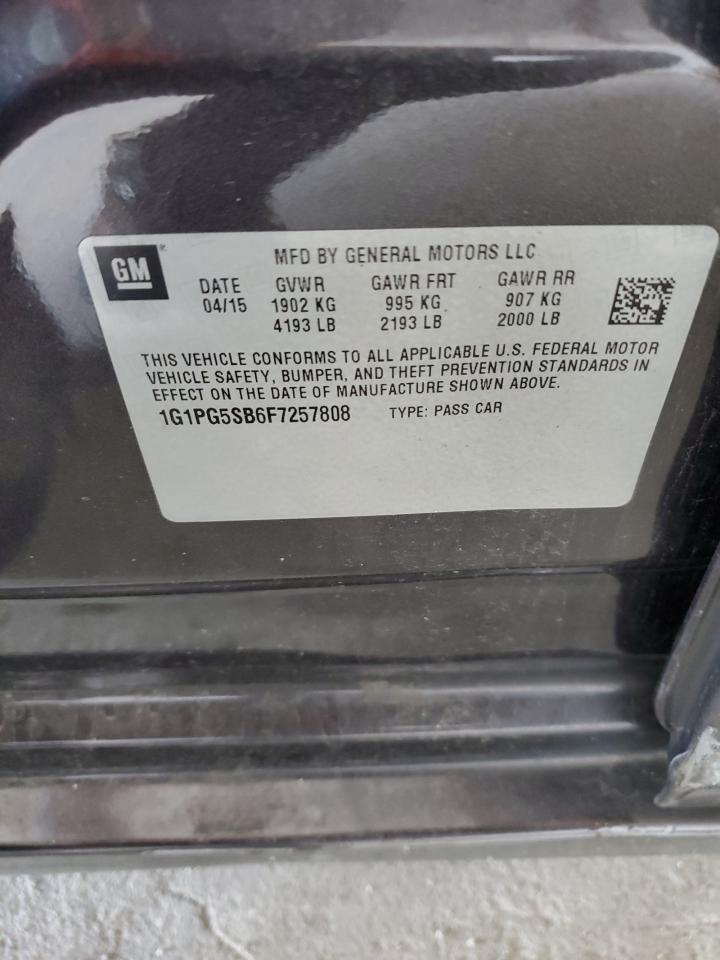 GM
MFD BY GENERAL MOTORS LLC
DATE GVWR GAWR FRT GAWR RR
04/15 1902 KG 995 KG 907 KG
4193 LB 2193 LB 2000 LB
THIS VEHICLE CONFORMS TO ALL APPLICABLE U.S. FEDERAL MOTOR
VEHICLE SAFETY, BUMPER, AND THEFT PREVENTION STANDARDS IN
EFFECT ON THE DATE OF MANUFACTURE SHOWN ABOVE.
1G1PG5SB6F7257808 TYPE: PASS CAR